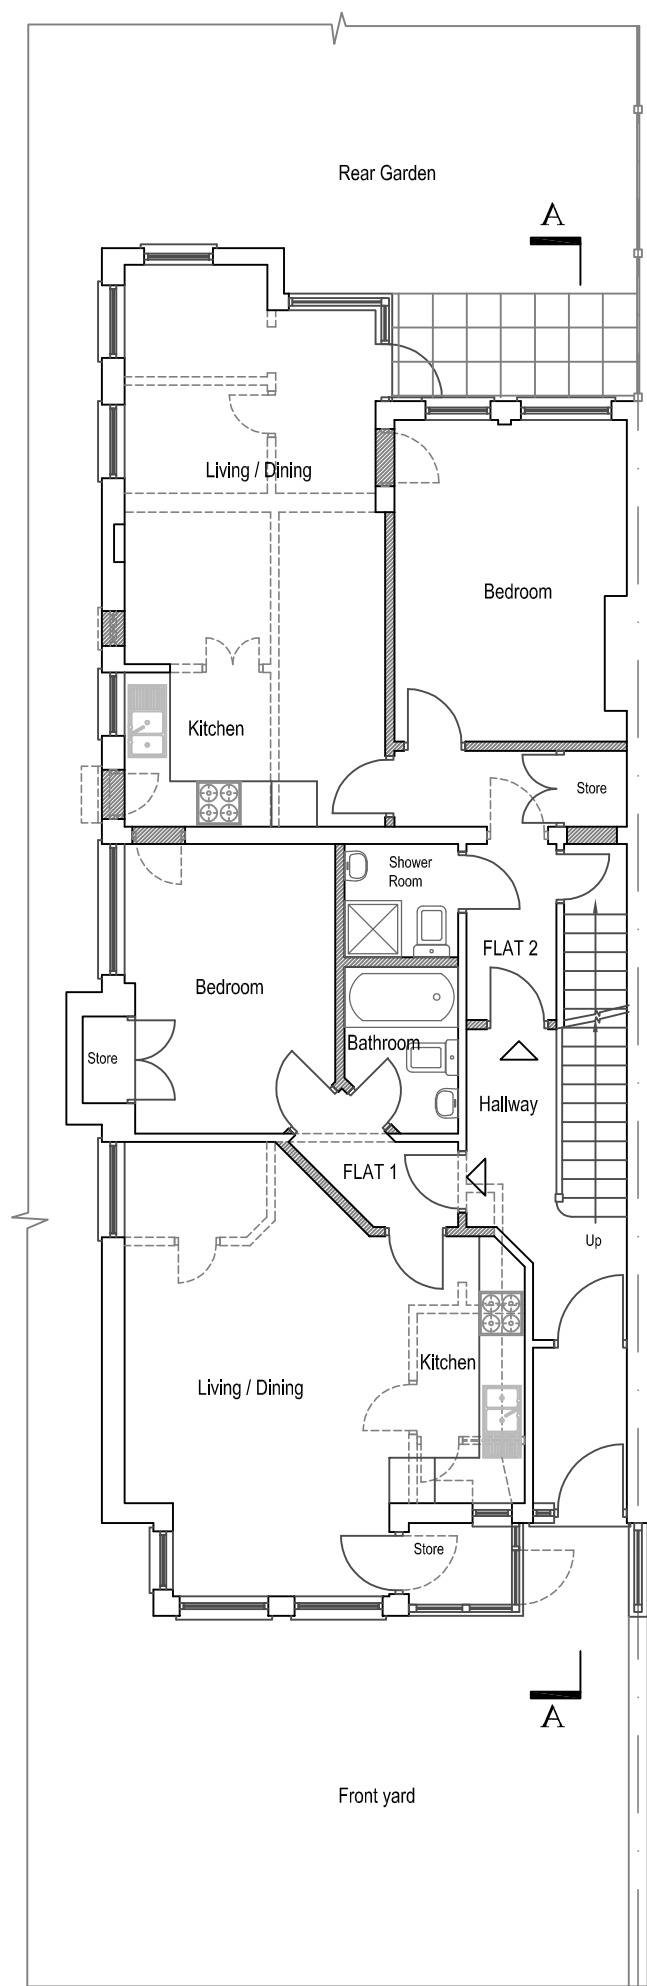 Rear Garden
A
Living / Dining
Bedroom
Kitchen
Store
Shower
Room
FLAT 2
Bedroom
Bathroom
Store
Hallway
FLAT 1
Up
Kitchen
Living / Dining
Store
A
Front yard